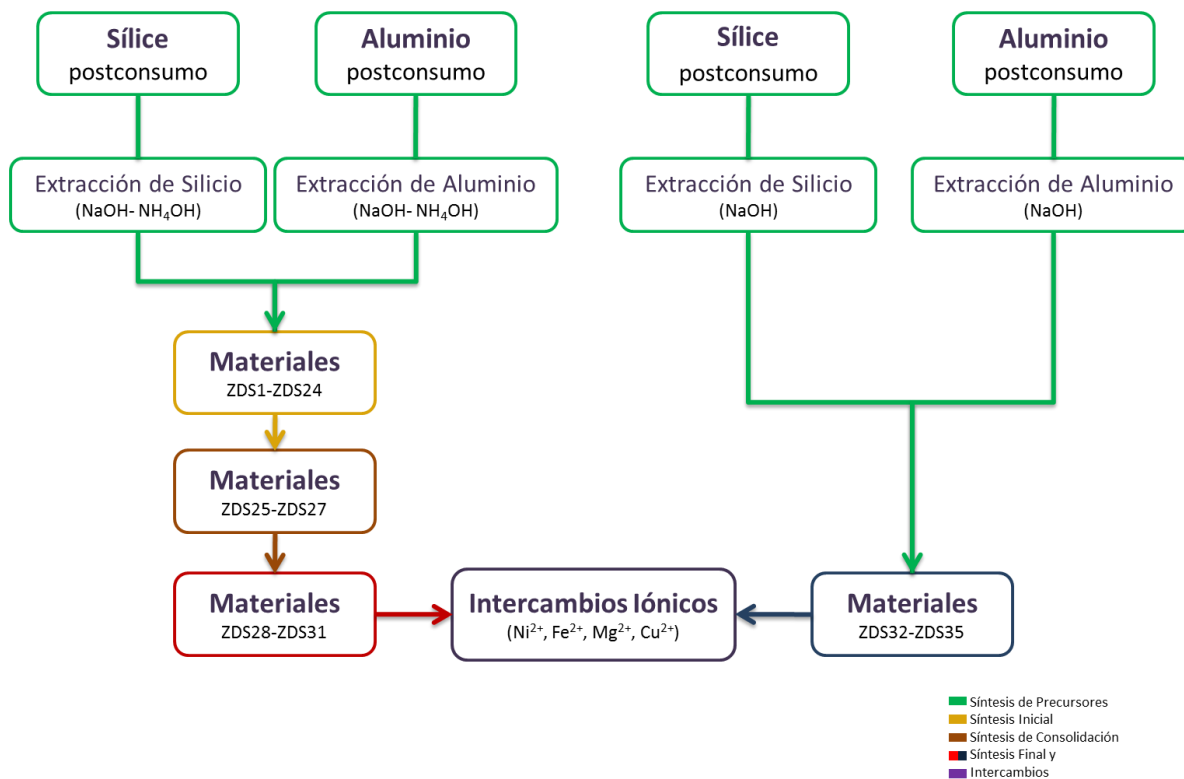 Sílice
postconsumo
Aluminio
postconsumo
Sílice
postconsumo
Aluminio
postconsumo
Extracción de Silicio
(NaOH- NH₄OH)
Extracción de Aluminio
(NaOH- NH₄OH)
Extracción de Silicio
(NaOH)
Extracción de Aluminio
(NaOH)
Materiales
ZDS1-ZDS24
Materiales
ZDS25-ZDS27
Materiales
ZDS28-ZDS31
Intercambios Iónicos
(Ni²⁺, Fe²⁺, Mg²⁺, Cu²⁺)
Materiales
ZDS32-ZDS35
Síntesis de Precursores
Síntesis Inicial
Síntesis de Consolidación
Síntesis Final y
Intercambios